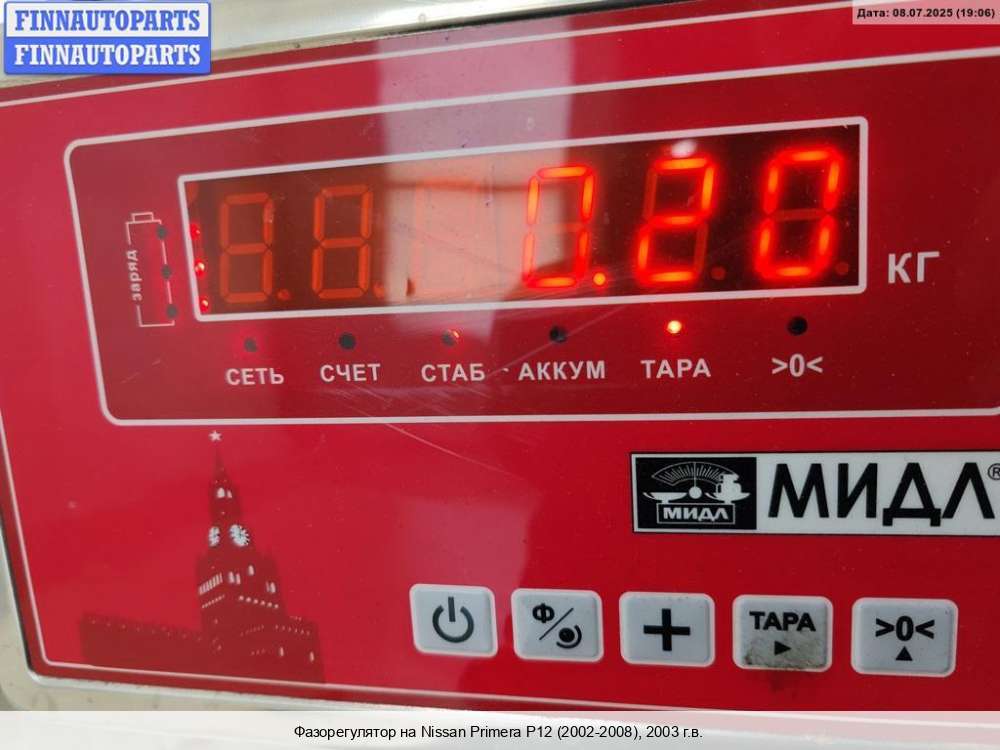 FINNAUTOPARTS
FINNAUTOPARTS
Дата: 08.07.2025 (19:06)
0.20
КГ
заряд
СЕТЬ СЧЕТ СТАБ АККУМ ТАРА >0<
МИДЛ МИДЛ®
Ф ТАРА >0<
Фазорегулятор на Nissan Primera P12 (2002-2008), 2003 г.в.